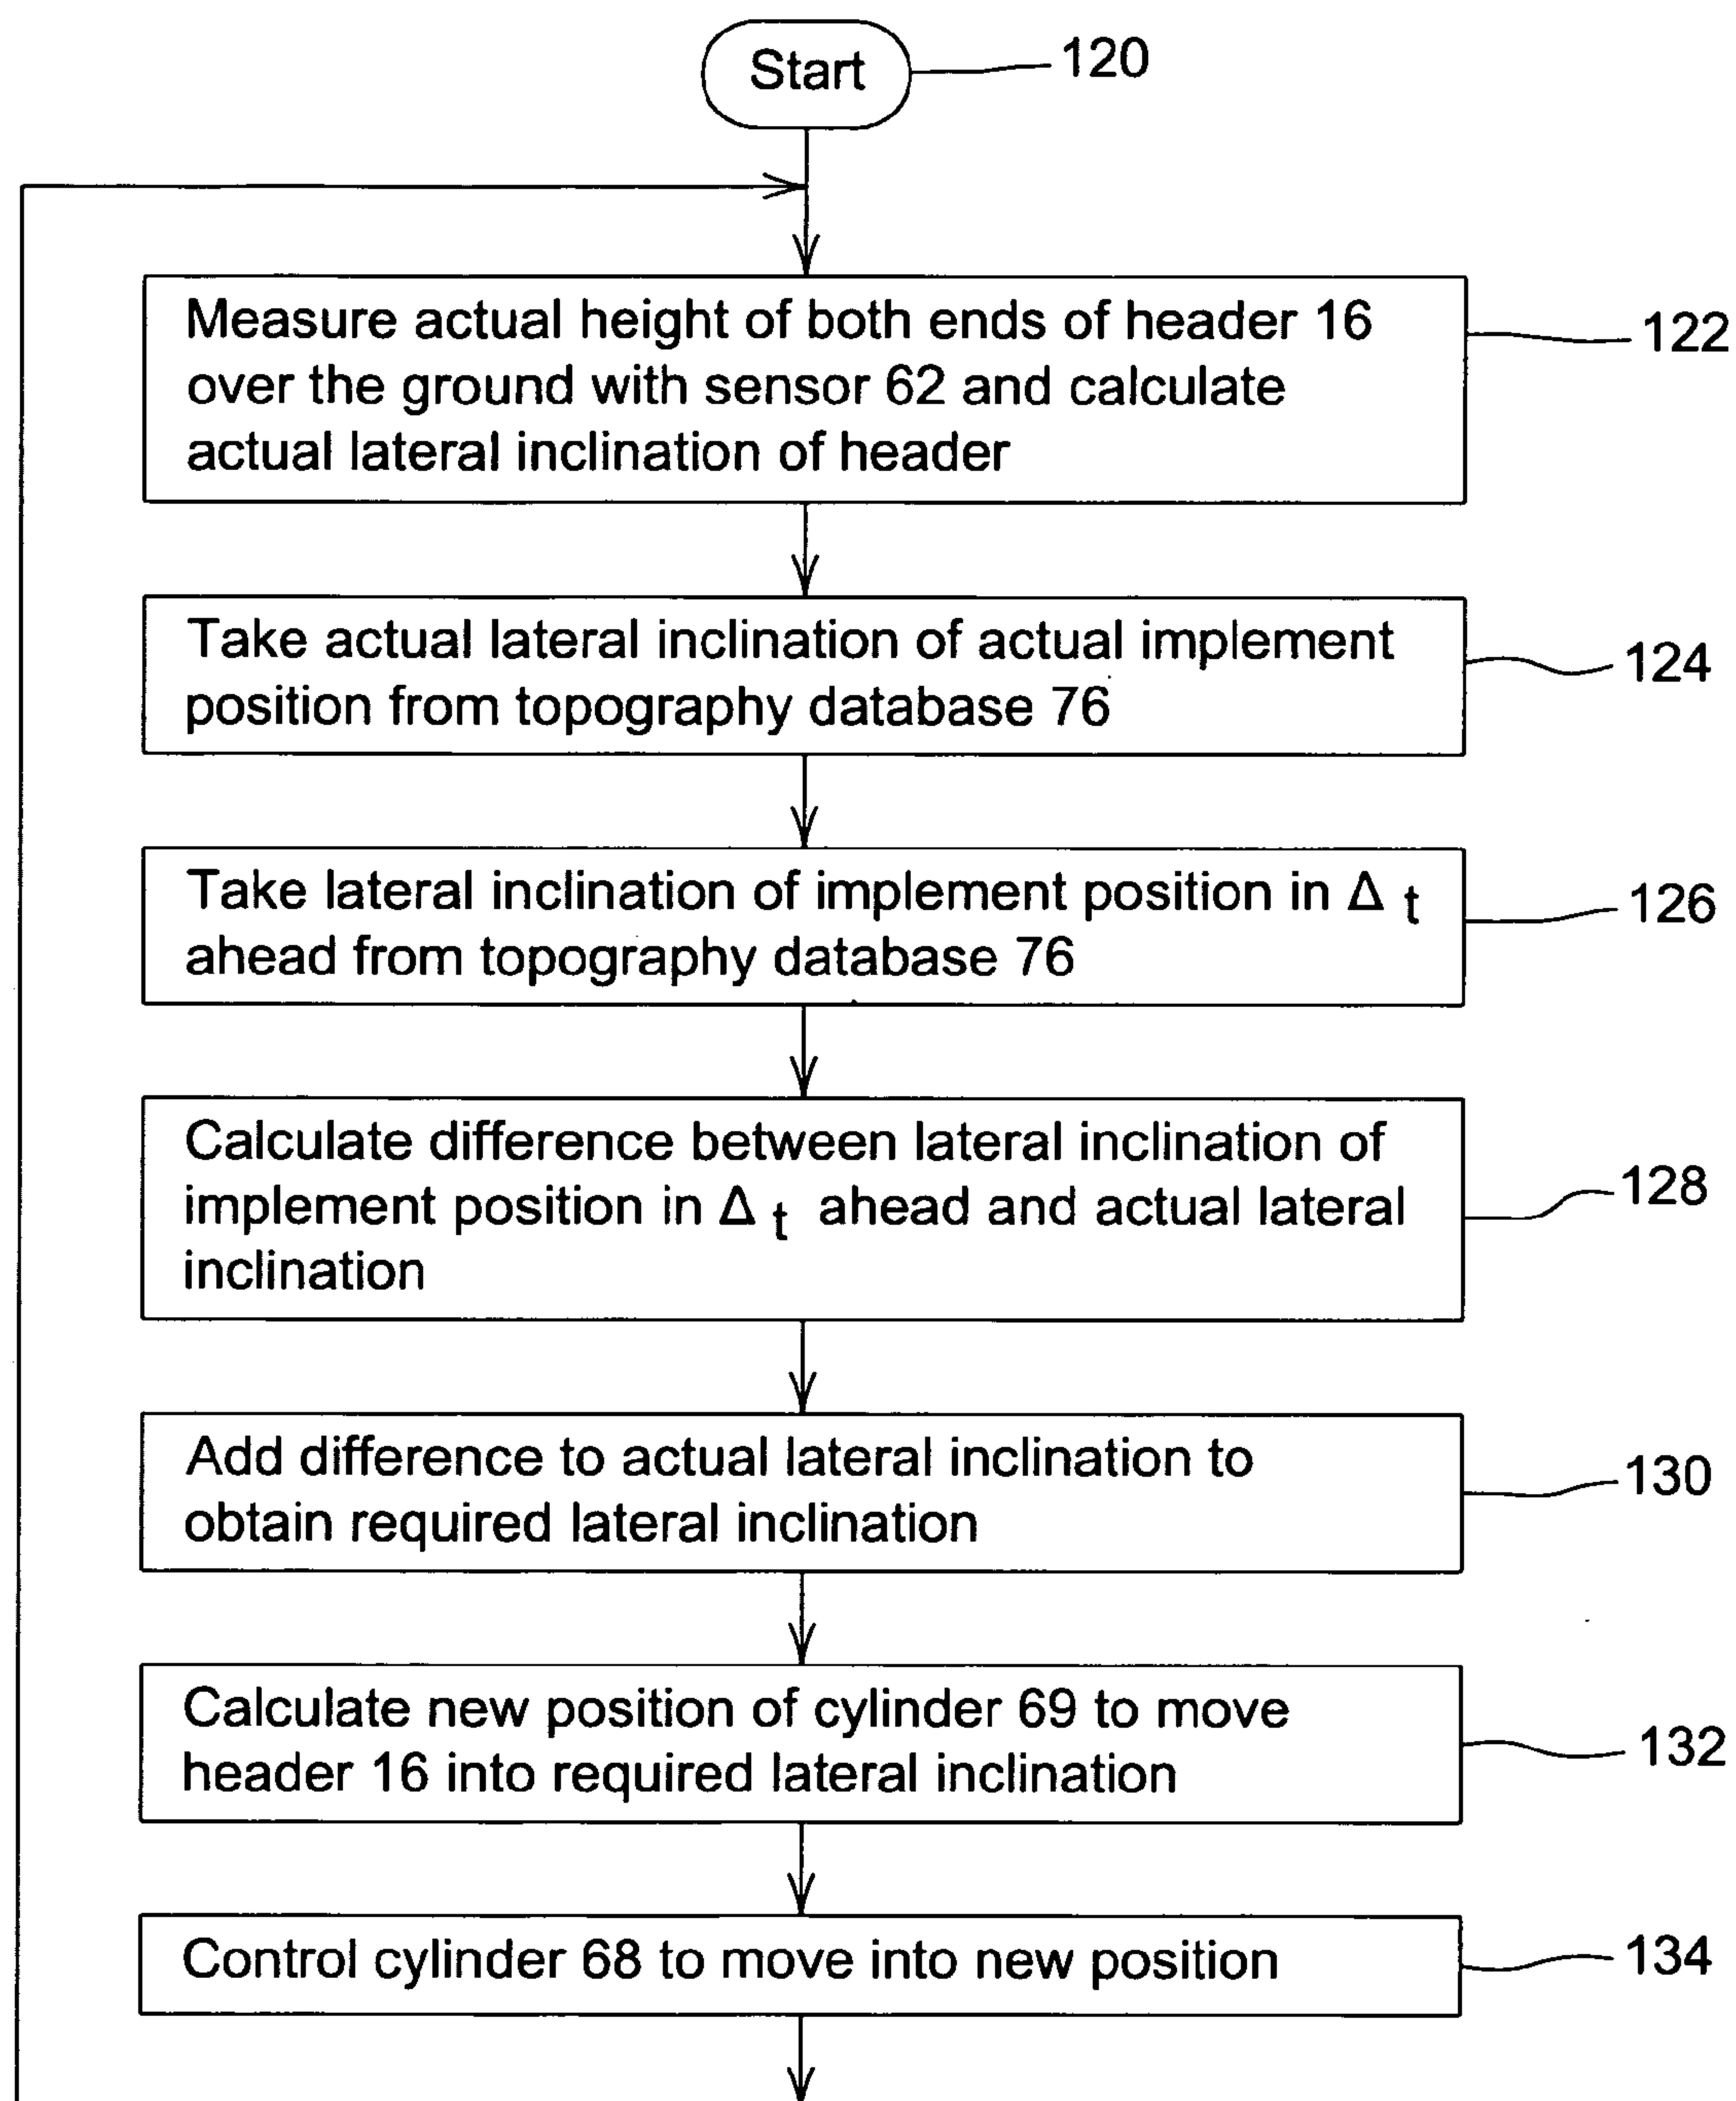 Start
120
Measure actual height of both ends of header 16
over the ground with sensor 62 and calculate
actual lateral inclination of header
122
Take actual lateral inclination of actual implement
position from topography database 76
124
Take lateral inclination of implement position in Δ t
ahead from topography database 76
126
Calculate difference between lateral inclination of
implement position in Δ t ahead and actual lateral
inclination
128
Add difference to actual lateral inclination to
obtain required lateral inclination
130
Calculate new position of cylinder 69 to move
header 16 into required lateral inclination
132
Control cylinder 68 to move into new position
134